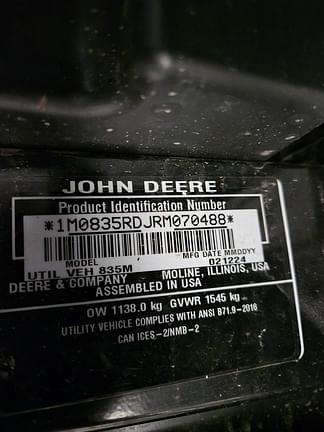 JOHN DEERE
Product Identification Number
*1M0835RDJRM070488*
MODEL MFG DATE MMDDYY
UTIL VEH 835M 021224
DEERE & COMPANY MOLINE, ILLINOIS, USA
ASSEMBLED IN USA
OW 1138.0 kg GVWR 1545 kg
UTILITY VEHICLE COMPLIES WITH ANSI B71.9-2016
CAN ICES-2/NMB-2